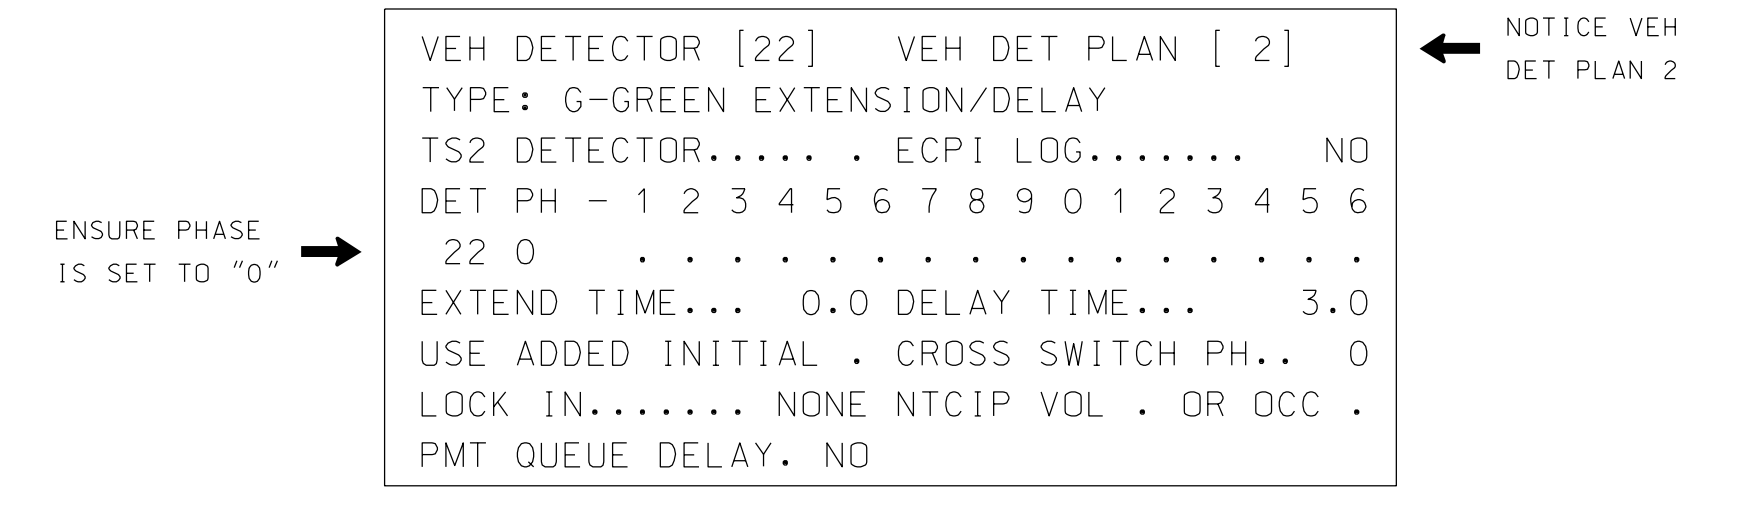 VEH DETECTOR [22] VEH DET PLAN [ 2]
TYPE: G-GREEN EXTENSION/DELAY
TS2 DETECTOR..... . ECPI LOG....... NO
DET PH - 1 2 3 4 5 6 7 8 9 0 1 2 3 4 5 6
22 0 . . . . . . . . . . . . . . . .
EXTEND TIME... 0.0 DELAY TIME... 3.0
USE ADDED INITIAL . CROSS SWITCH PH.. 0
LOCK IN....... NONE NTCIP VOL . OR OCC .
PMT QUEUE DELAY. NO
ENSURE PHASE
IS SET TO "0"
NOTICE VEH
DET PLAN 2